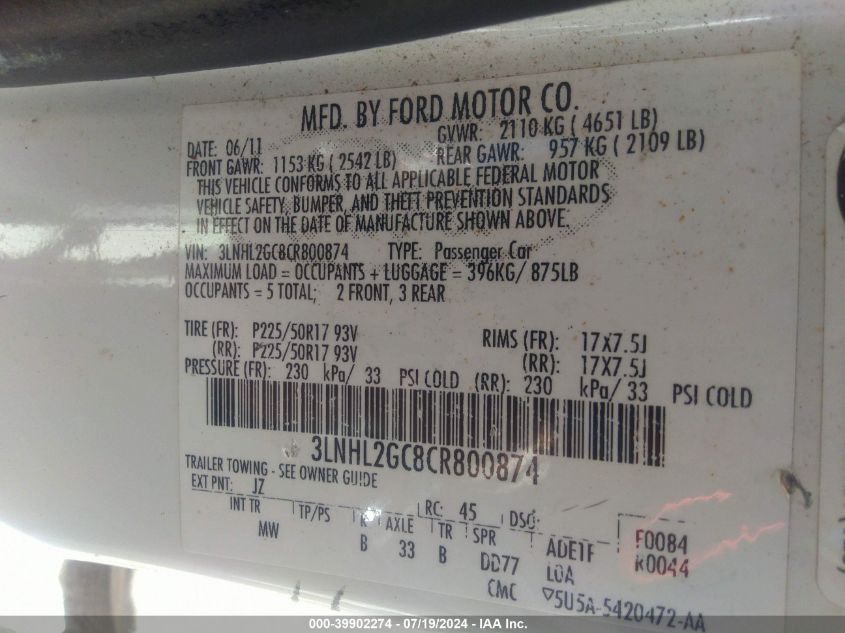 MFD. BY FORD MOTOR CO.
DATE: 06/11 GVWR: 2110 KG ( 4651 LB)
FRONT GAWR: 1153 KG ( 2542 LB) REAR GAWR: 957 KG ( 2109 LB)
THIS VEHICLE CONFORMS TO ALL APPLICABLE FEDERAL MOTOR
VEHICLE SAFETY, BUMPER, AND THEFT PREVENTION STANDARDS
IN EFFECT ON THE DATE OF MANUFACTURE SHOWN ABOVE.
VIN: 3LNHL2GC8CR800874 TYPE: Passenger Car
MAXIMUM LOAD = OCCUPANTS + LUGGAGE = 396KG/ 875LB
OCCUPANTS = 5 TOTAL; 2 FRONT, 3 REAR
TIRE (FR): P225/50R17 93V RIMS (FR): 17X7.5J
(RR): P225/50R17 93V (RR): 17X7.5J
PRESSURE (FR): 230 kPa/ 33 PSI COLD (RR): 230 kPa/ 33 PSI COLD
3LNHL2GC8CR800874
TRAILER TOWING - SEE OWNER GUIDE
EXT PNT: JZ RC: 45 DSO:
INT TR TP/PS R AXLE TR SPR ADE1F F0084
MW B 33 B DD77 LOA R0044
CMC ▽5U5A-5420472-AA
000-39902274 - 07/19/2024 - IAA Inc.